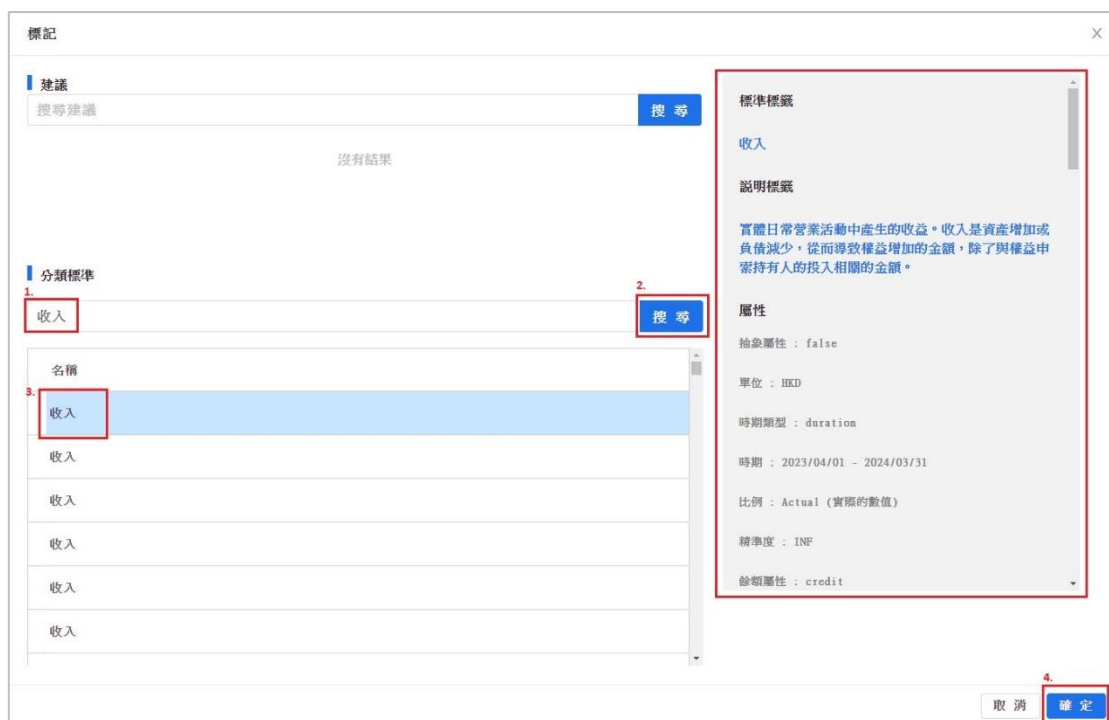 標記
X
建議
搜尋建議
搜 尋
沒有結果
分類標準
1.
收入
2.
搜 尋
名稱
3.
收入
收入
收入
收入
收入
收入
標準標籤
收入
說明標籤
實體日常營業活動中產生的收益。收入是資產增加或
負債減少，從而導致權益增加的金額，除了與權益申
索持有人的投入相關的金額。
屬性
抽象屬性 : false
單位 : HKD
時期類型 : duration
時期 : 2023/04/01 - 2024/03/31
比例 : Actual (實際的數值)
精準度 : INF
餘額屬性 : credit
取 消
4.
確 定